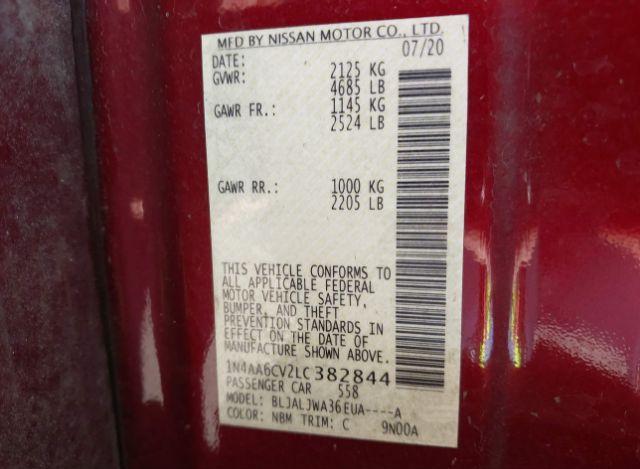 MFD BY NISSAN MOTOR CO., LTD.
DATE: 07/20
GVWR: 2125 KG
4685 LB
GAWR FR.: 1145 KG
2524 LB
GAWR RR.: 1000 KG
2205 LB
THIS VEHICLE CONFORMS TO
ALL APPLICABLE FEDERAL
MOTOR VEHICLE SAFETY,
BUMPER, AND THEFT
PREVENTION STANDARDS IN
EFFECT ON THE DATE OF
MANUFACTURE SHOWN ABOVE.
1N4AA6CV2LC382844
PASSENGER CAR 558
MODEL: BLJALJWA36EUA----A
COLOR: NBM TRIM: C 9N00A